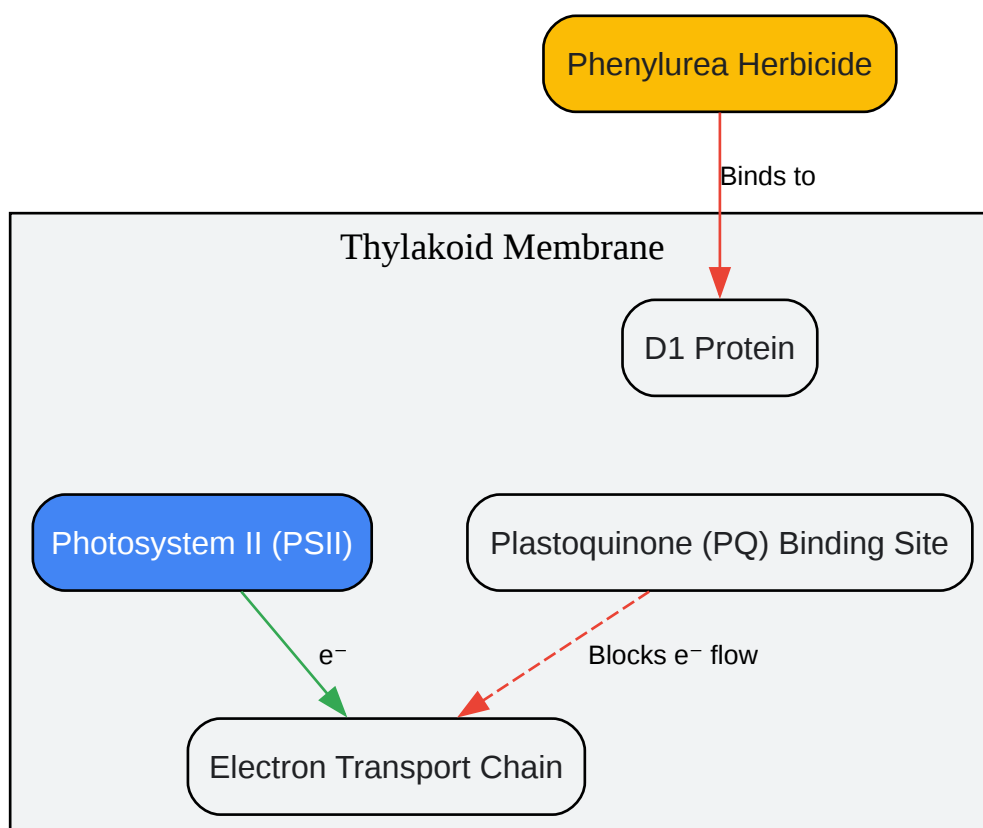 Phenylurea Herbicide
Binds to
Thylakoid Membrane
D1 Protein
Photosystem II (PSII)
Plastoquinone (PQ) Binding Site
e⁻
Blocks e⁻ flow
Electron Transport Chain